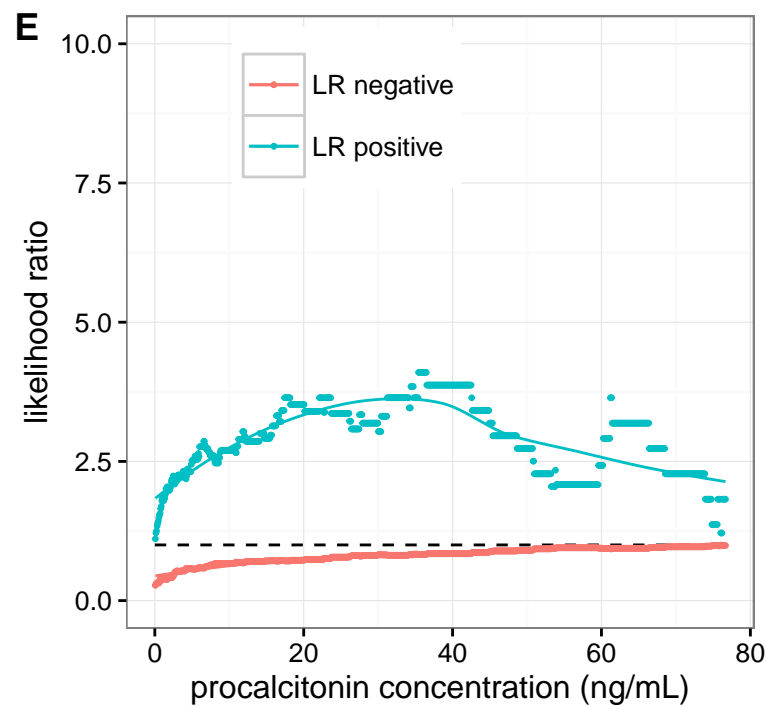 E
10.0
7.5
5.0
2.5
0.0
likelihood ratio
LR negative
LR positive
0 20 40 60 80
procalcitonin concentration (ng/mL)